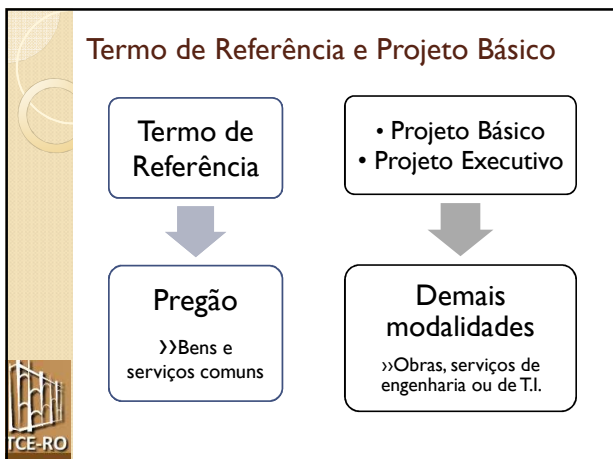 Termo de Referência e Projeto Básico
Termo de
Referência
• Projeto Básico
• Projeto Executivo
Pregão
››Bens e
serviços comuns
Demais
modalidades
››Obras, serviços de
engenharia ou de T.I.
TCE-RO